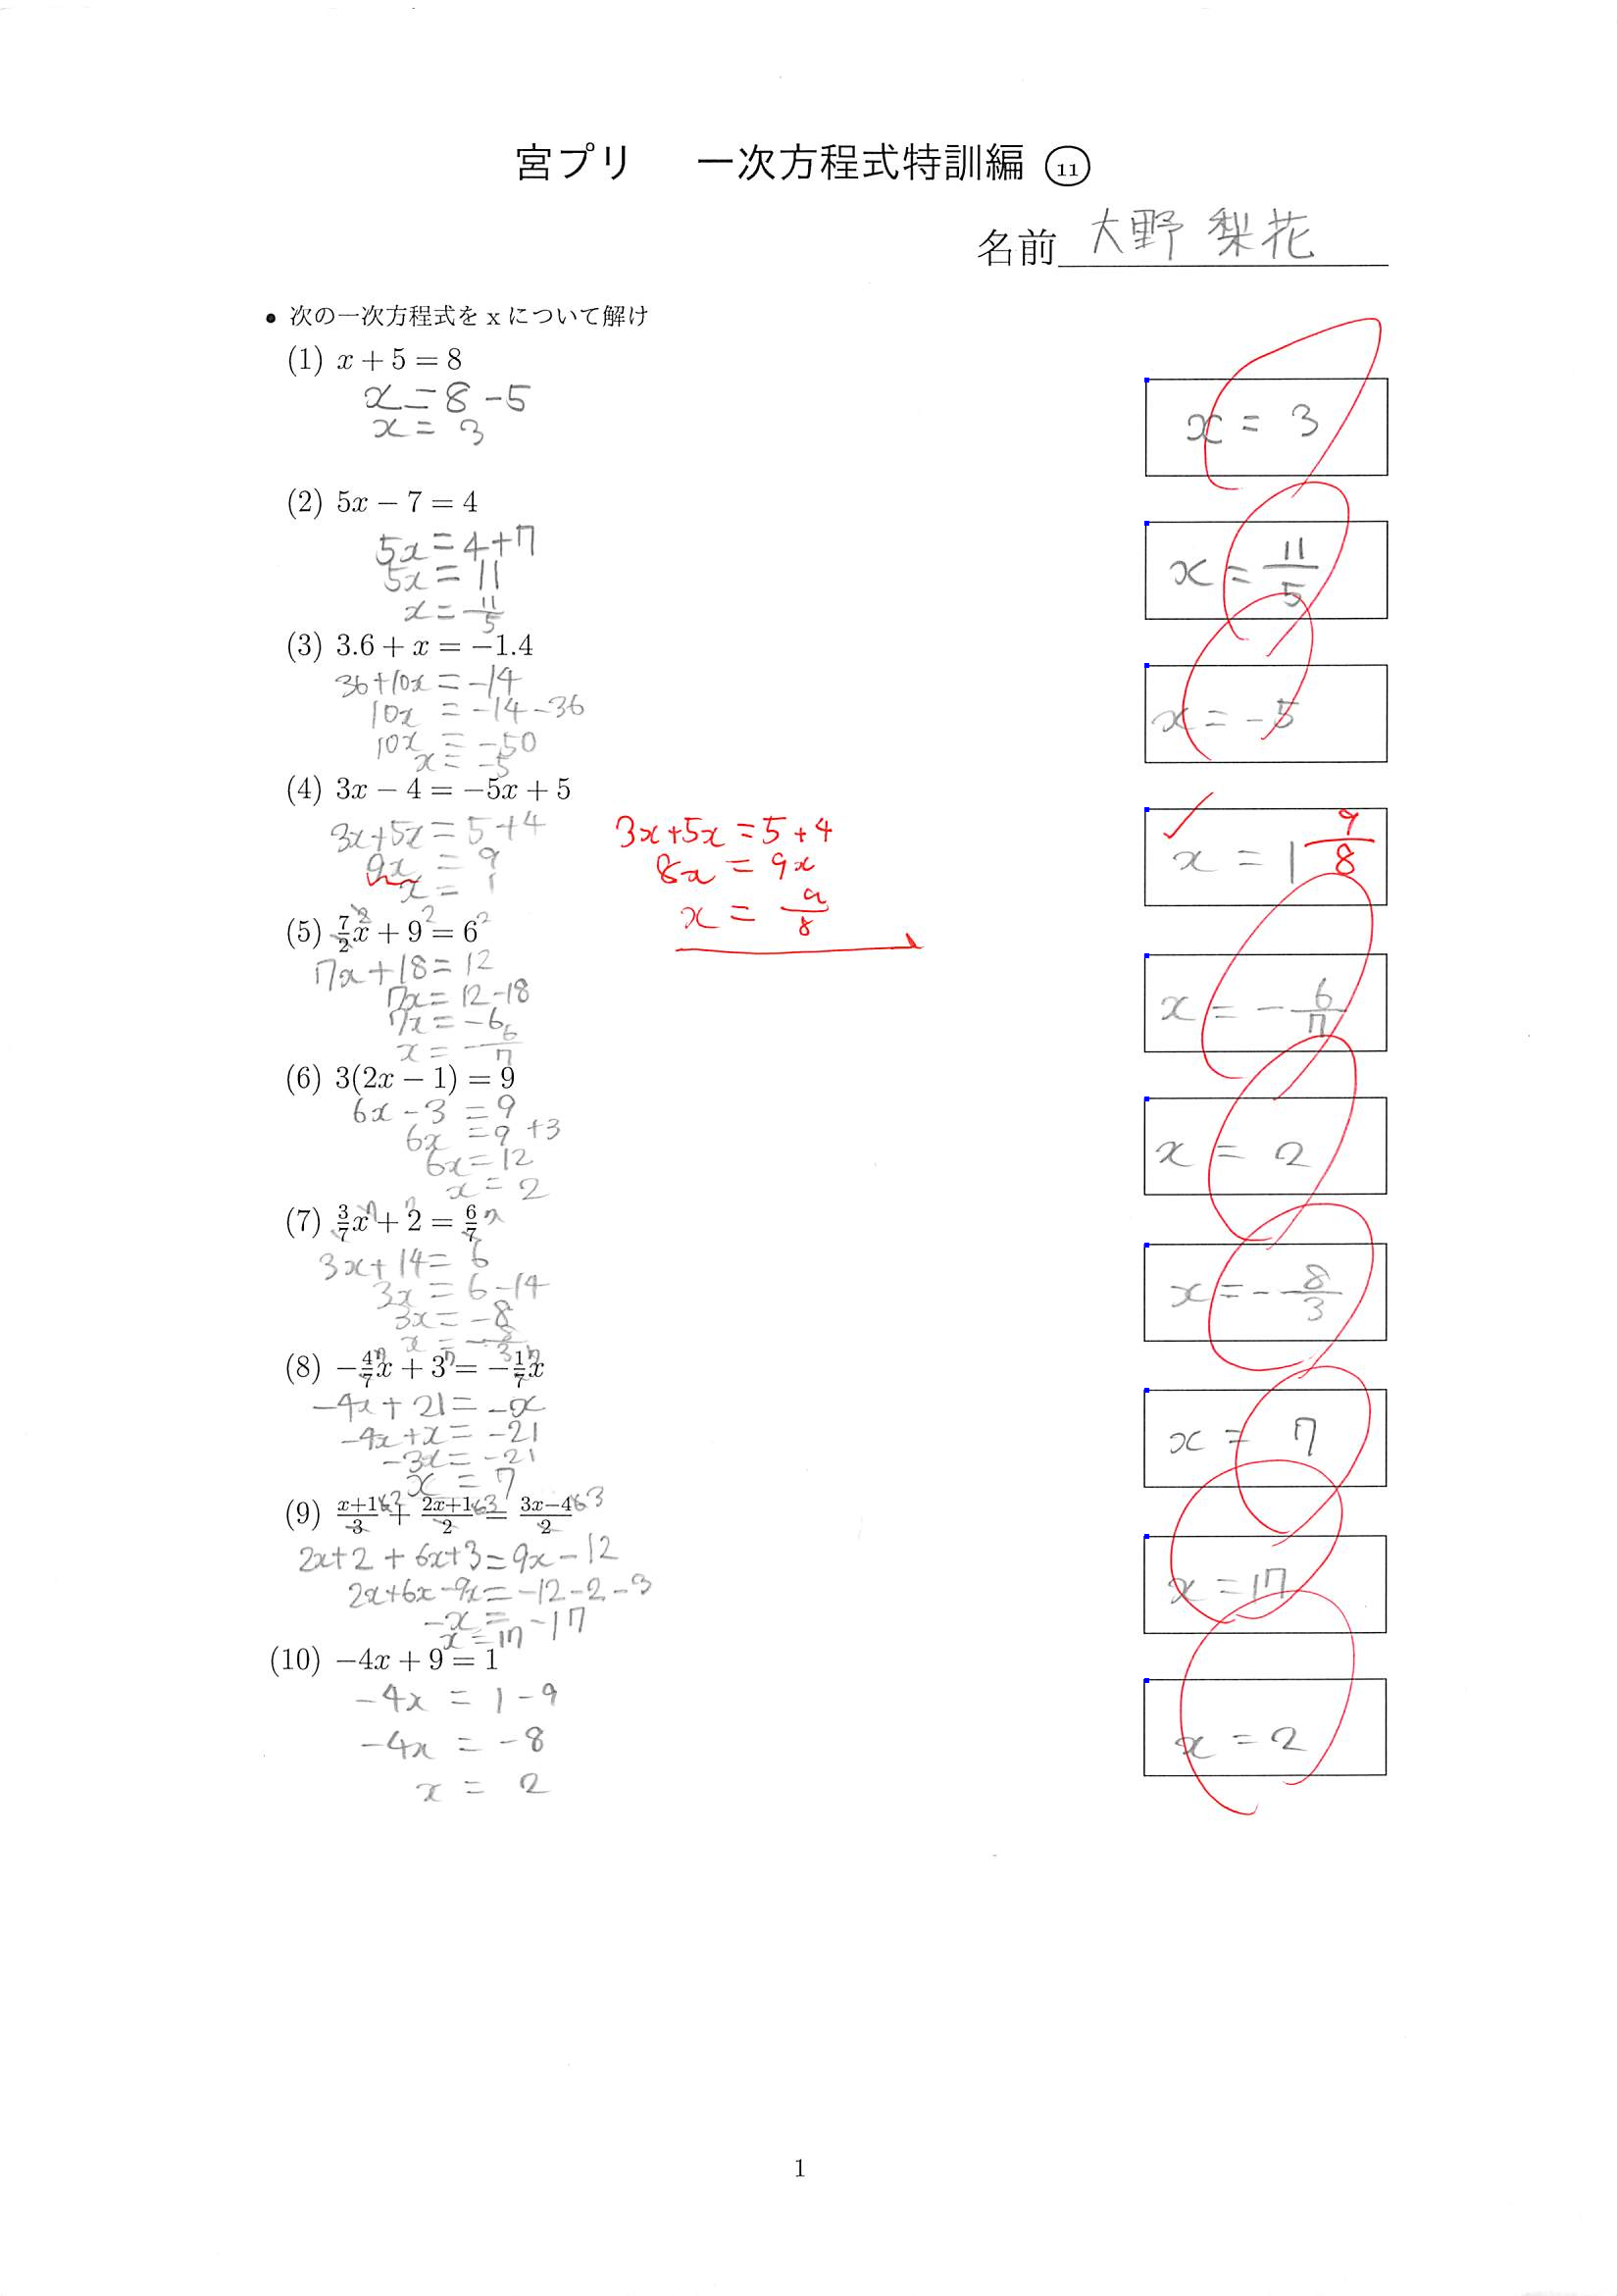 宮プリ 一次方程式特訓編 ⑪
名前 大野 梨花
• 次の一次方程式を x について解け
(1) x + 5 = 8
x = 8 - 5
x = 3
x = 3
(2) 5x − 7 = 4
5x = 4 + 7
5x = 11
x = 11/5
x = 11/5
(3) 3.6 + x = −1.4
36 + 10x = -14
10x = -14 - 36
10x = -50
x = -5
x = -5
(4) 3x − 4 = −5x + 5
3x + 5x = 5 + 4
9x = 9
x = 1
3x + 5x = 5 + 4
8x = 9x
x = 9/8
✓
x = 1 9/8
(5) 7/2 x + 9 = 6
7x + 18 = 12
7x = 12 - 18
7x = -6
x = -6/7
x = -6/7
(6) 3(2x − 1) = 9
6x - 3 = 9
6x = 9 + 3
6x = 12
x = 2
x = 2
(7) 3/7 x + 2 = 6/7
3x + 14 = 6
3x = 6 - 14
3x = -8
x = -8/3
x = -8/3
(8) −4/7 x + 3 = −1/7 x
-4x + 21 = -x
-4x + x = -21
-3x = -21
x = 7
x = 7
(9) x+1/3 + 2x+1/2 = 3x−4/2
2x + 2 + 6x + 3 = 9x - 12
2x + 6x - 9x = -12 - 2 - 3
-x = -17
x = 17
x = 17
(10) −4x + 9 = 1
-4x = 1 - 9
-4x = -8
x = 2
x = 2
1